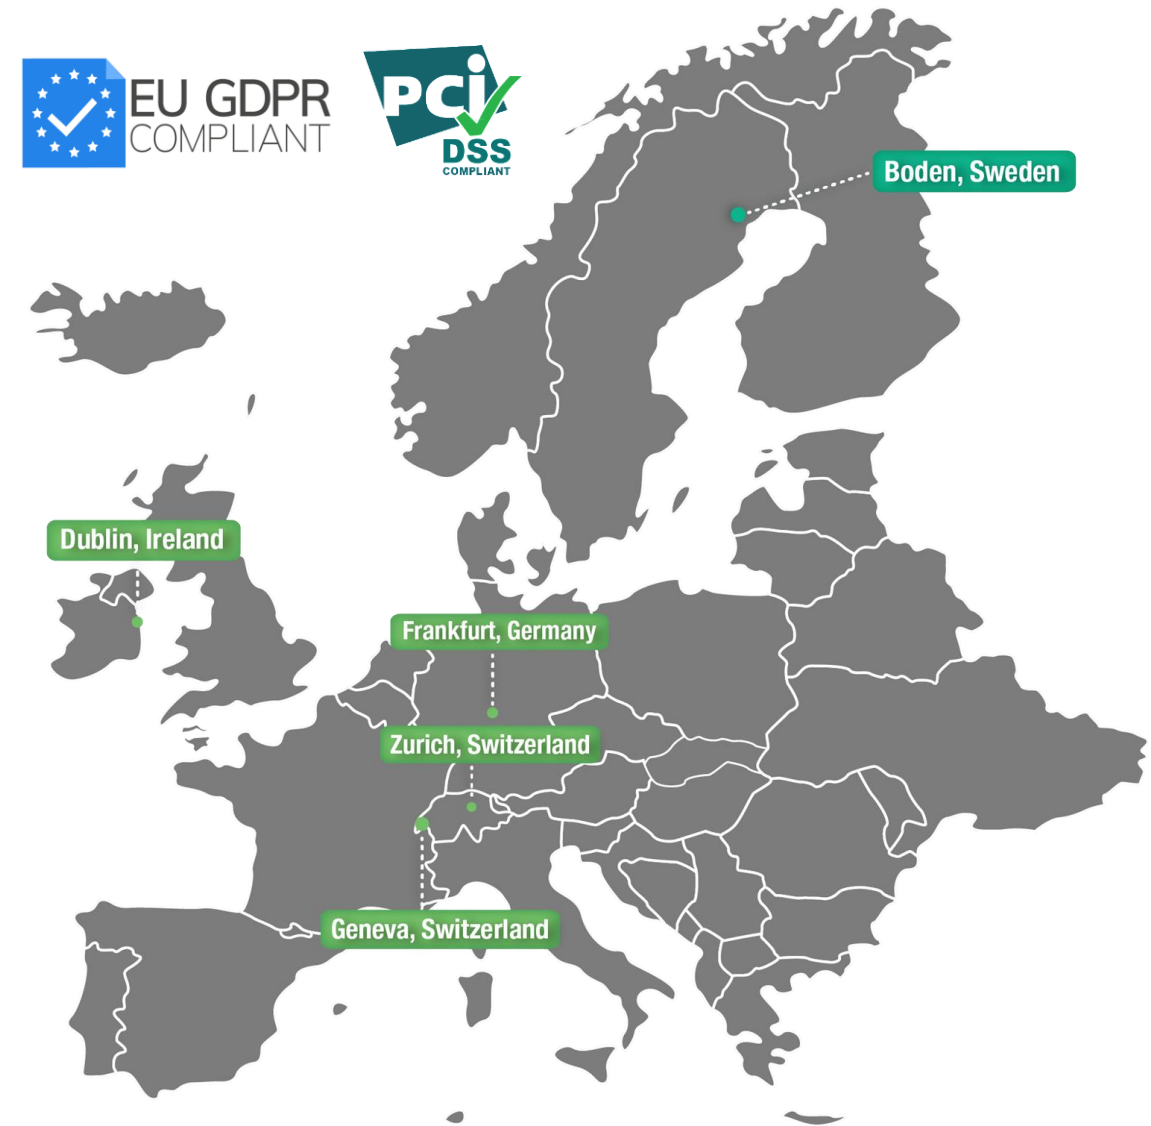 EU GDPR
COMPLIANT
PCi
DSS
COMPLIANT
Boden, Sweden
Dublin, Ireland
Frankfurt, Germany
Zurich, Switzerland
Geneva, Switzerland